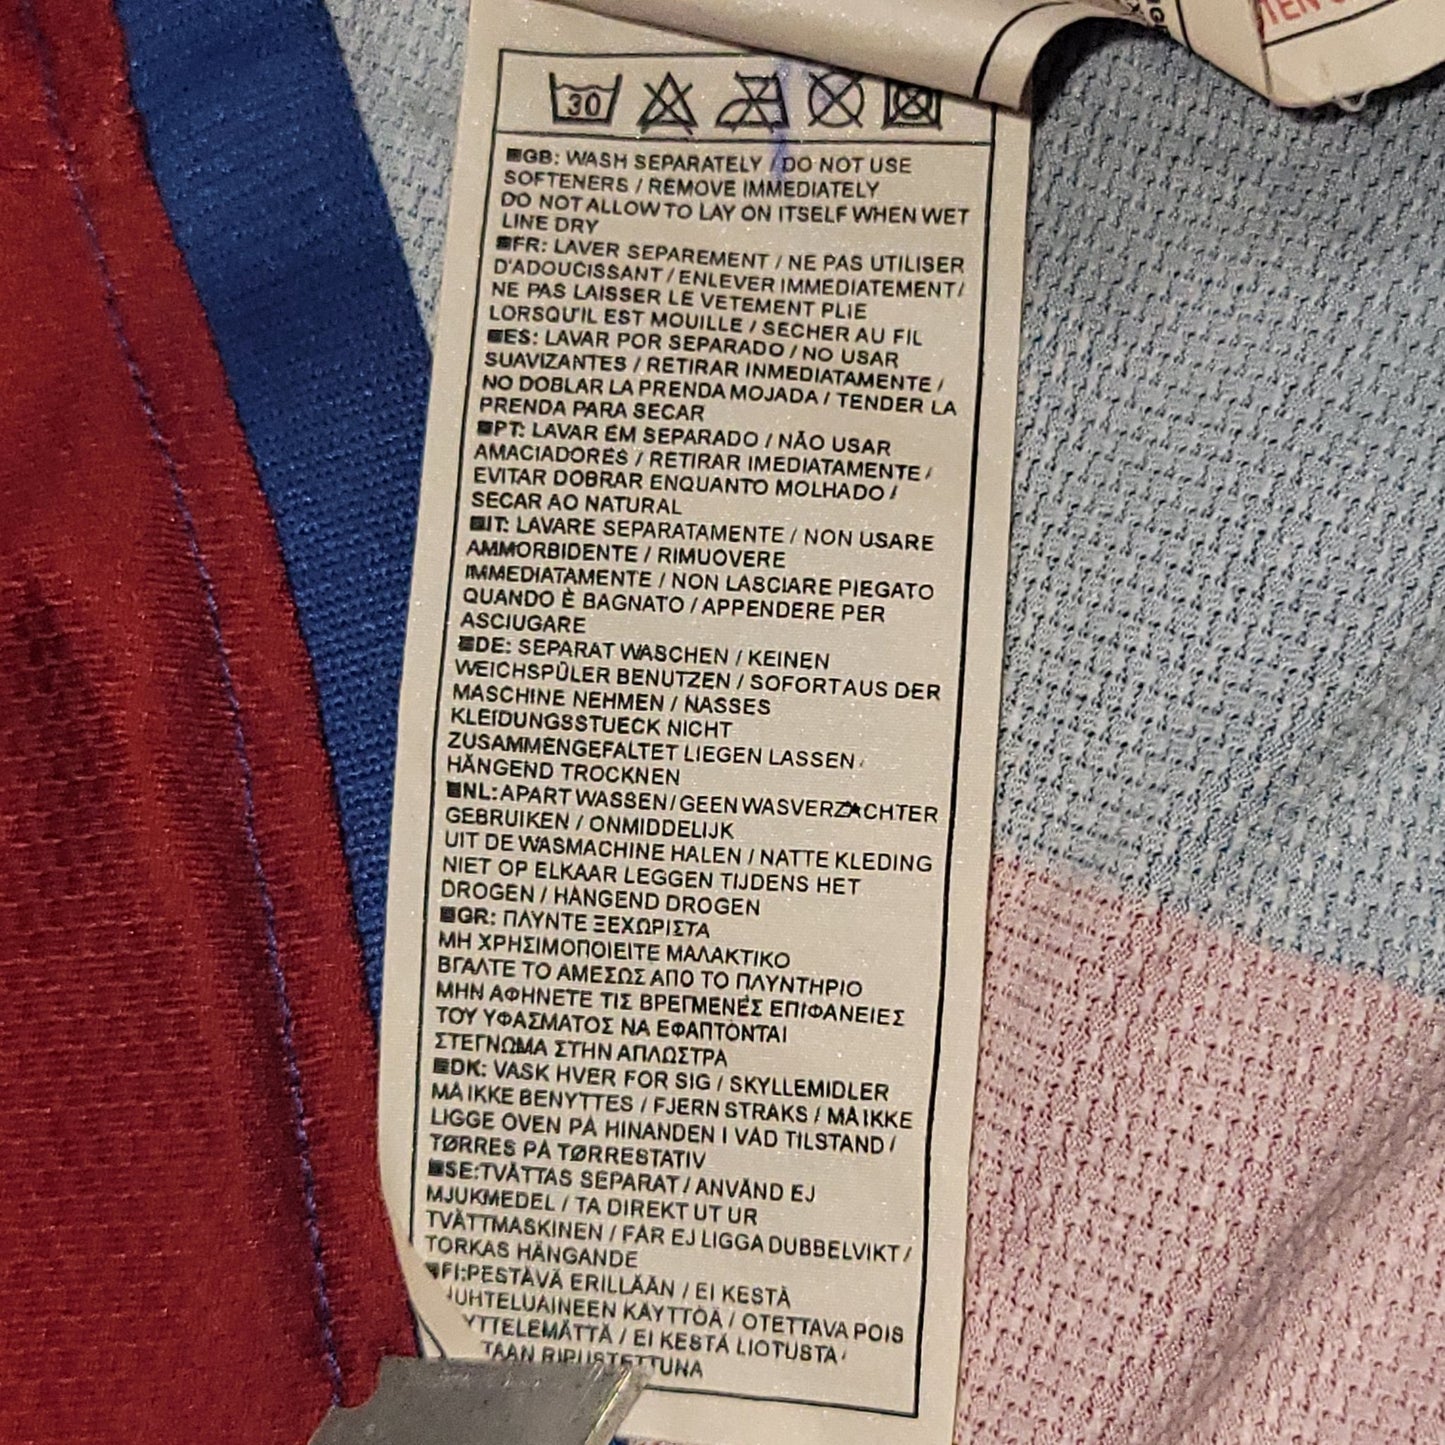 30
GB: WASH SEPARATELY / DO NOT USE
SOFTENERS / REMOVE IMMEDIATELY
DO NOT ALLOW TO LAY ON ITSELF WHEN WET
LINE DRY
FR: LAVER SEPAREMENT / NE PAS UTILISER
D'ADOUCISSANT / ENLEVER IMMEDIATEMENT /
NE PAS LAISSER LE VETEMENT PLIE
LORSQU'IL EST MOUILLE / SECHER AU FIL
ES: LAVAR POR SEPARADO / NO USAR
SUAVIZANTES / RETIRAR INMEDIATAMENTE /
NO DOBLAR LA PRENDA MOJADA / TENDER LA
PRENDA PARA SECAR
PT: LAVAR EM SEPARADO / NÃO USAR
AMACIADORES / RETIRAR IMEDIATAMENTE /
EVITAR DOBRAR ENQUANTO MOLHADO /
SECAR AO NATURAL
IT: LAVARE SEPARATAMENTE / NON USARE
AMMORBIDENTE / RIMUOVERE
IMMEDIATAMENTE / NON LASCIARE PIEGATO
QUANDO È BAGNATO / APPENDERE PER
ASCIUGARE
DE: SEPARAT WASCHEN / KEINEN
WEICHSPÜLER BENUTZEN / SOFORT AUS DER
MASCHINE NEHMEN / NASSES
KLEIDUNGSSTUECK NICHT
ZUSAMMENGEFALTET LIEGEN LASSEN /
HÄNGEND TROCKNEN
NL: APART WASSEN / GEEN WASVERZACHTER
GEBRUIKEN / ONMIDDELIJK
UIT DE WASMACHINE HALEN / NATTE KLEDING
NIET OP ELKAAR LEGGEN TIJDENS HET
DROGEN / HANGEND DROGEN
GR: ΠΛΥΝΤΕ ΞΕΧΩΡΙΣΤΑ
ΜΗ ΧΡΗΣΙΜΟΠΟΙΕΙΤΕ ΜΑΛΑΚΤΙΚΟ
ΒΓΑΛΤΕ ΤΟ ΑΜΕΣΩΣ ΑΠΟ ΤΟ ΠΛΥΝΤΗΡΙΟ
ΜΗΝ ΑΦΗΝΕΤΕ ΤΙΣ ΒΡΕΓΜΕΝΕΣ ΕΠΙΦΑΝΕΙΕΣ
ΤΟΥ ΥΦΑΣΜΑΤΟΣ ΝΑ ΕΦΑΠΤΟΝΤΑΙ
ΣΤΕΓΝΩΜΑ ΣΤΗΝ ΑΠΛΩΣΤΡΑ
DK: VASK HVER FOR SIG / SKYLLEMIDLER
MÅ IKKE BENYTTES / FJERN STRAKS / MÅ IKKE
LIGGE OVEN PÅ HINANDEN I VÅD TILSTAND /
TØRRES PÅ TØRRESTATIV
SE: TVÄTTAS SEPARAT / ANVÄND EJ
MJUKMEDEL / TA DIREKT UT UR
TVÄTTMASKINEN / FÅR EJ LIGGA DUBBELVIKT /
TORKAS HÄNGANDE
FI: PESTÄVÄ ERILLÄÄN / EI KESTÄ
UHTELUAINEEN KÄYTTÖÄ / OTETTAVA POIS
YTTELEMÄTTÄ / EI KESTÄ LIOTUSTA /
TAAN RIPUSTETTUNA